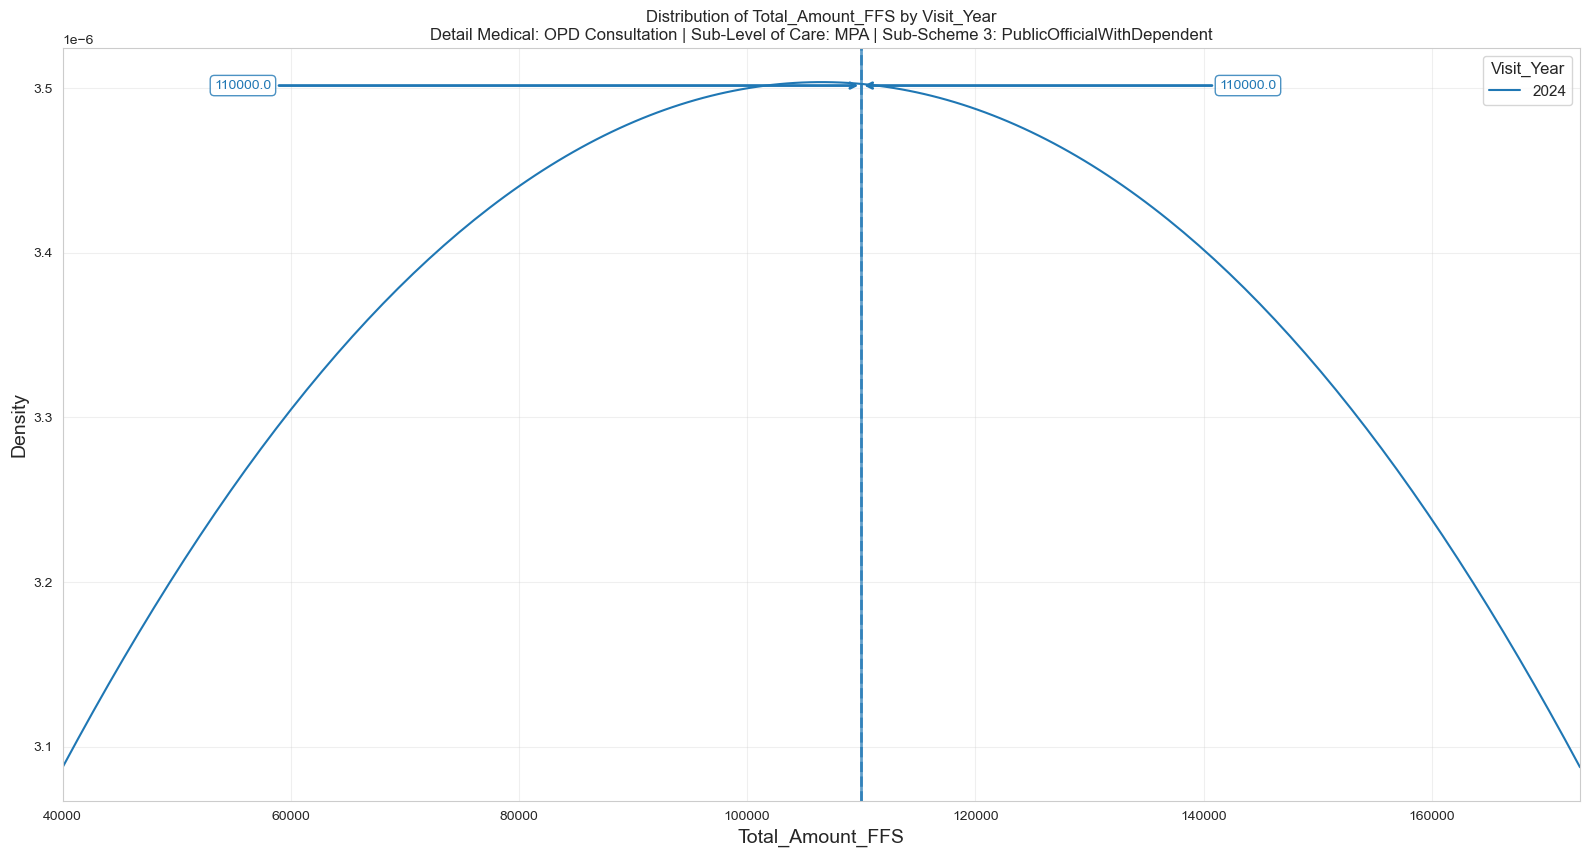 Distribution of Total_Amount_FFS by Visit_Year
Detail Medical: OPD Consultation | Sub-Level of Care: MPA | Sub-Scheme 3: PublicOfficialWithDependent
1e−6
3.5
3.4
3.3
3.2
3.1
Density
110000.0
110000.0
Visit_Year
2024
40000
60000
80000
100000
120000
140000
160000
Total_Amount_FFS